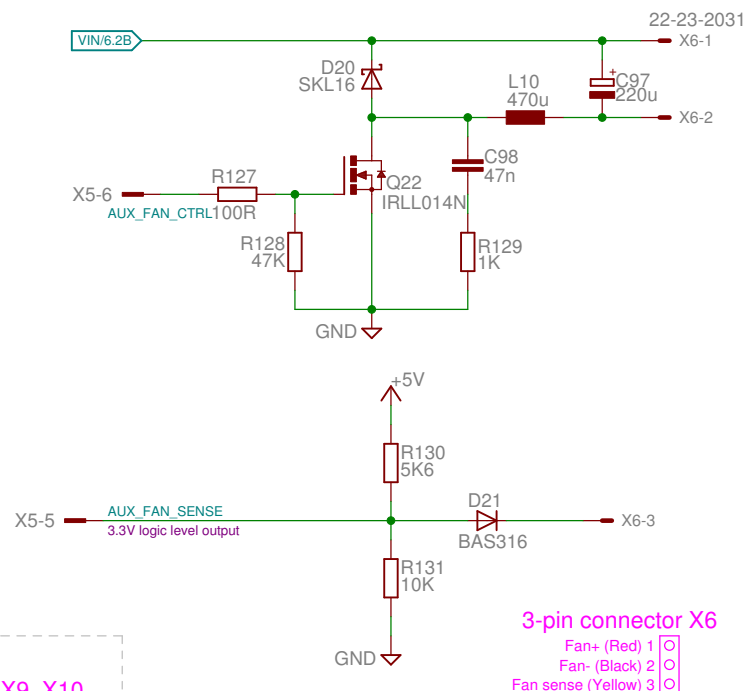 22-23-2031
VIN/6.2B
X6-1
D20
SKL16
L10
470u
+
C97
220u
X6-2
C98
47n
R127
X5-6
AUX_FAN_CTRL
100R
Q22
IRLL014N
R128
47K
R129
1K
GND
+5V
R130
5K6
X5-5
AUX_FAN_SENSE
3.3V logic level output
D21
BAS316
X6-3
R131
10K
GND
3-pin connector X6
Fan+ (Red) 1
Fan- (Black) 2
Fan sense (Yellow) 3
X9, X10